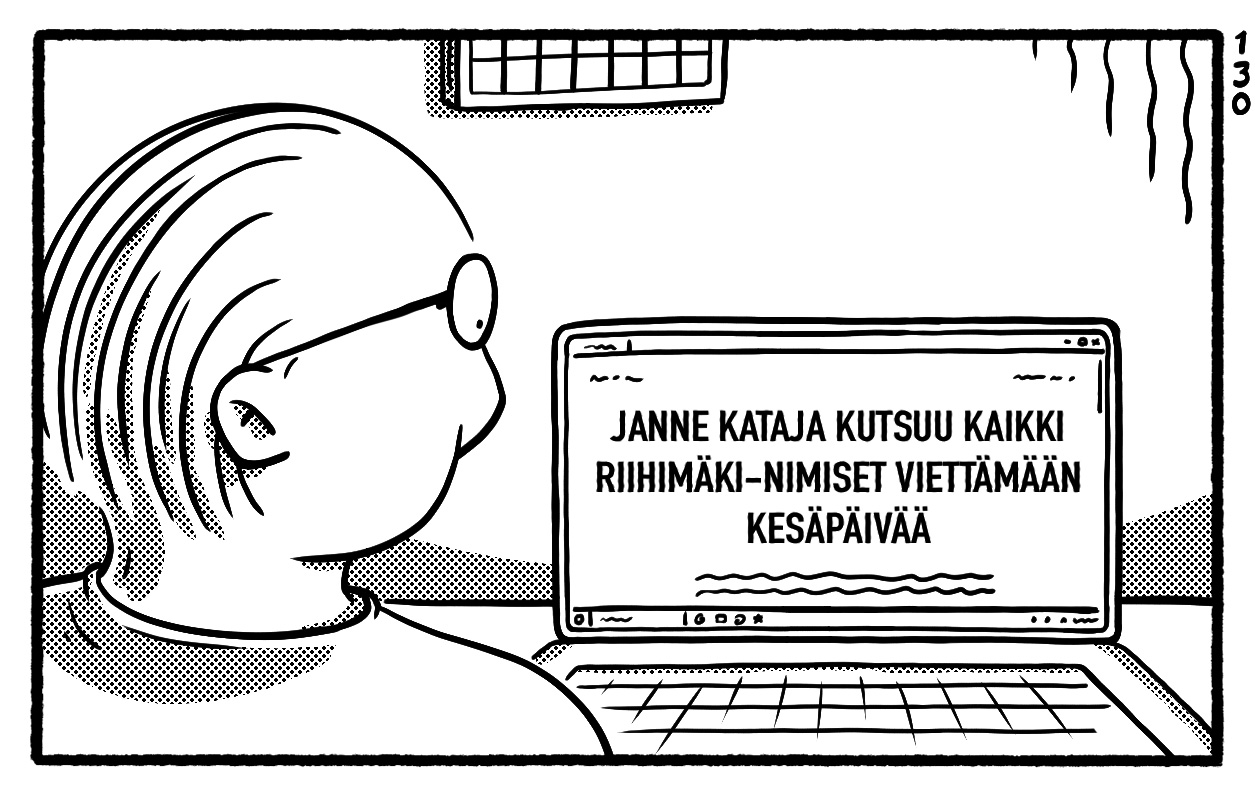 130
JANNE KATAJA KUTSUU KAIKKI
RIIHIMÄKI-NIMISET VIETTÄMÄÄN
KESÄPÄIVÄÄ